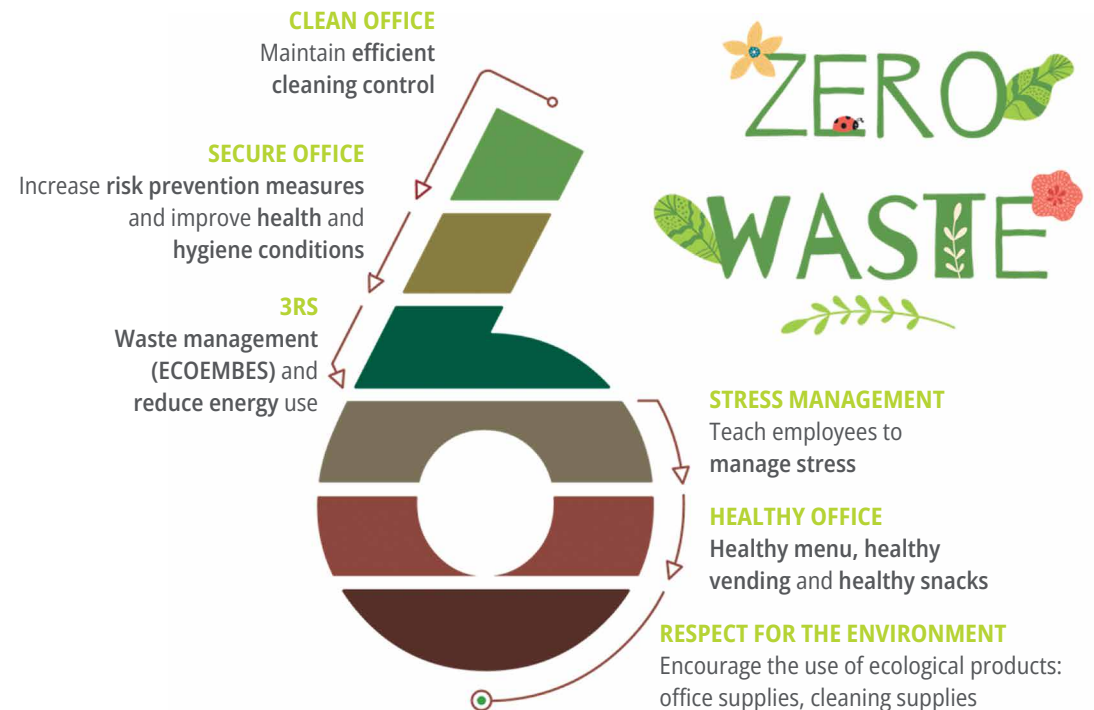 CLEAN OFFICE
Maintain efficient
cleaning control
ZERO
WASTE
SECURE OFFICE
Increase risk prevention measures
and improve health and
hygiene conditions
3RS
Waste management
(ECOEMBES) and
reduce energy use
STRESS MANAGEMENT
Teach employees to
manage stress
HEALTHY OFFICE
Healthy menu, healthy
vending and healthy snacks
RESPECT FOR THE ENVIRONMENT
Encourage the use of ecological products:
office supplies, cleaning supplies